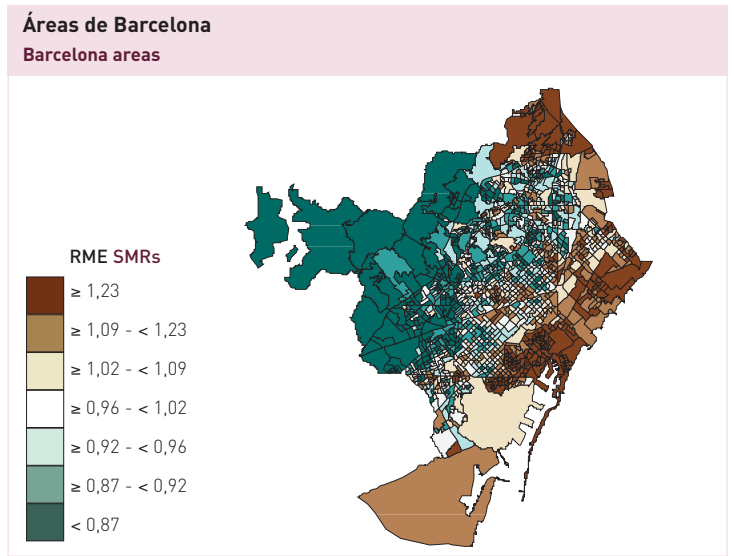 Áreas de Barcelona
Barcelona areas
RME SMRs
≥ 1,23
≥ 1,09 - < 1,23
≥ 1,02 - < 1,09
≥ 0,96 - < 1,02
≥ 0,92 - < 0,96
≥ 0,87 - < 0,92
< 0,87